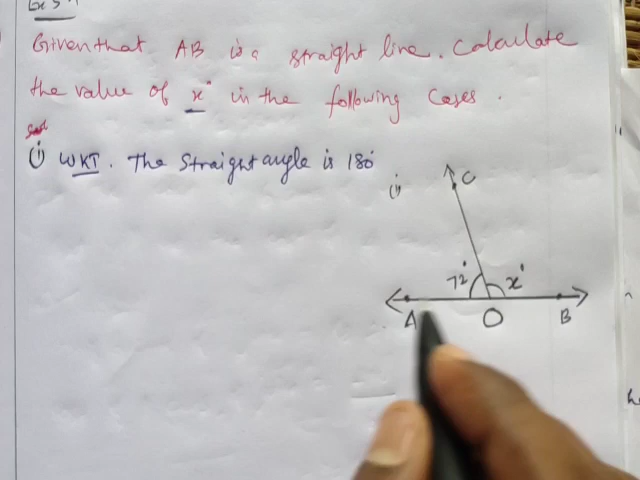 Given that AB is a straight line. Calculate
the value of x° in the following Cases.
Sol
(i) WKT. The Straight angle is 180°
(i)
C
72° x°
A O B